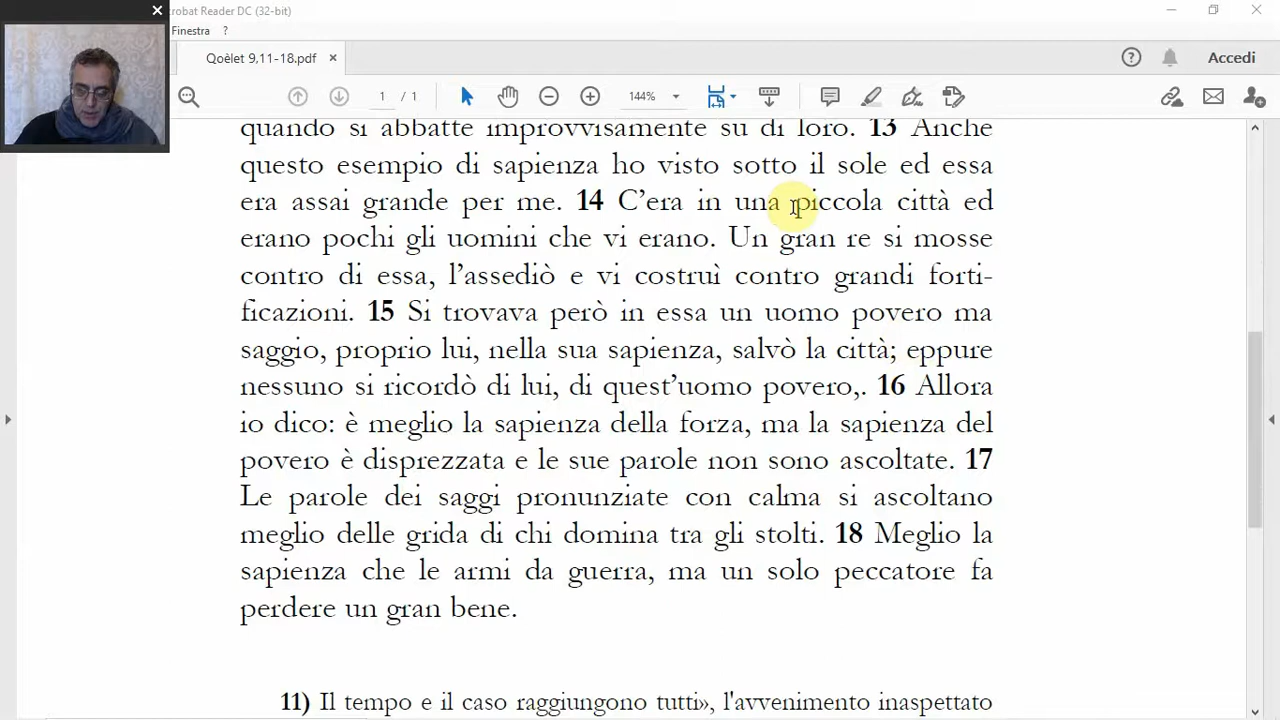 crobat Reader DC (32-bit)
Finestra ?
Qoèlet 9,11-18.pdf
Accedi
1 / 1
144%
quando si abbatte improvvisamente su di loro. 13 Anche
questo esempio di sapienza ho visto sotto il sole ed essa
era assai grande per me. 14 C’era in una piccola città ed
erano pochi gli uomini che vi erano. Un gran re si mosse
contro di essa, l’assediò e vi costruì contro grandi forti-
ficazioni. 15 Si trovava però in essa un uomo povero ma
saggio, proprio lui, nella sua sapienza, salvò la città; eppure
nessuno si ricordò di lui, di quest’uomo povero,. 16 Allora
io dico: è meglio la sapienza della forza, ma la sapienza del
povero è disprezzata e le sue parole non sono ascoltate. 17
Le parole dei saggi pronunziate con calma si ascoltano
meglio delle grida di chi domina tra gli stolti. 18 Meglio la
sapienza che le armi da guerra, ma un solo peccatore fa
perdere un gran bene.
11) Il tempo e il caso raggiungono tutti», l'avvenimento inaspettato